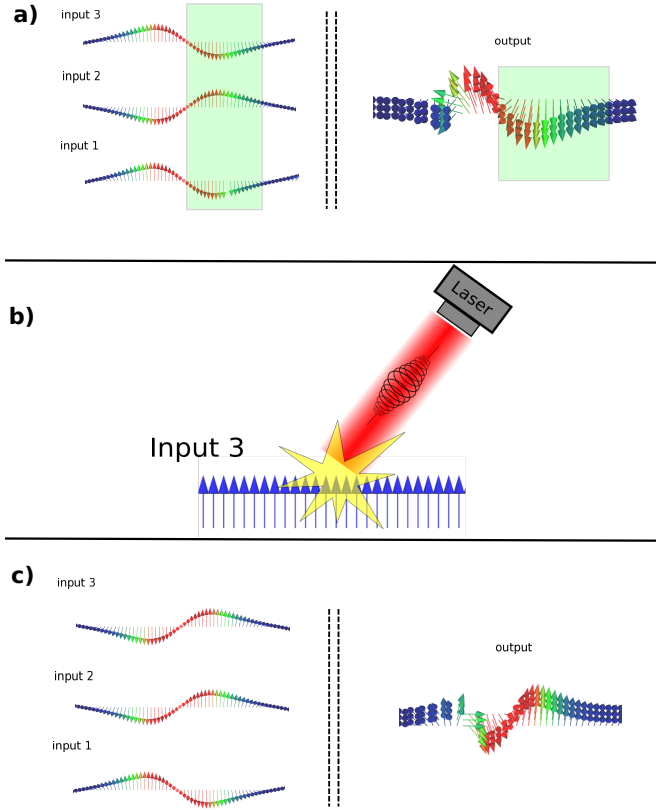 a)
input 3
input 2
input 1
output
b)
Laser
Input 3
c)
input 3
input 2
input 1
output